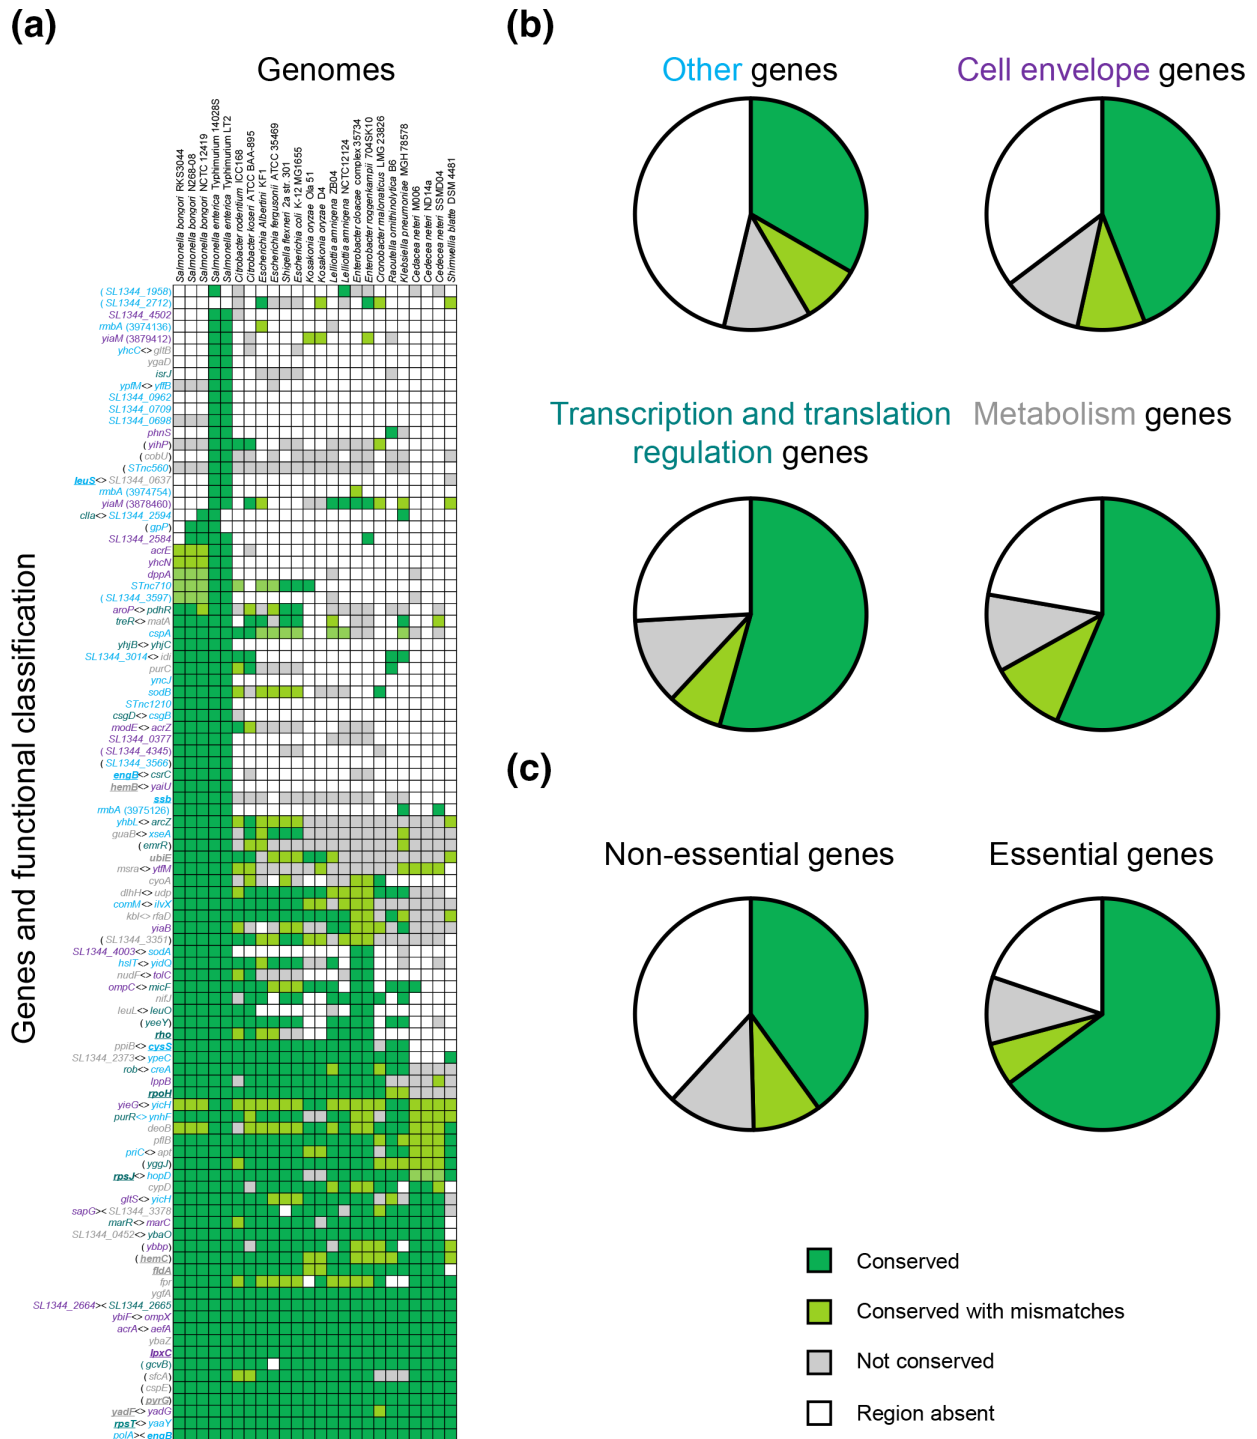 (a)
Genomes
Salmonella bongori RKS3044
Salmonella bongori N268-08
Salmonella bongori NCTC 12419
Salmonella enterica Typhimurium 14028S
Salmonella enterica Typhimurium LT2
Citrobacter rodentium ICC168
Citrobacter koseri ATCC BAA-895
Escherichia Albertini KF1
Escherichia fergusonii ATCC 35469
Shigella flexneri 2a str. 301
Escherichia coli K-12 MG1655
Kosakonia oryzae Ola 51
Kosakonia oryzae D4
Lelliottia amnigena ZB04
Lelliottia amnigena NCTC12124
Enterobacter cloacae complex 35734
Enterobacter roggenkampii 704SK10
Cronobacter malonaticus LMG 23826
Raoutella ornithinolytica B6
Klebsiella pneumoniae MGH 78578
Cedecea neteri M006
Cedecea neteri ND14a
Cedecea neteri SSMD04
Shimwellia blatte DSM 4481
Genes and functional classification
(SL1344_1958)
(SL1344_2712)
SL1344_4502
rmbA (3974136)
yiaM (3879412)
yhcC<> gltB
ygaD
isrJ
ypfM<> yffB
SL1344_0962
SL1344_0709
SL1344_0698
phnS
(yihP)
(cobU)
(STnc560)
leuS<> SL1344_0637
rmbA (3974754)
yiaM (3878460)
clIa<> SL1344_2594
(gpP)
SL1344_2584
acrE
yhcN
dppA
STnc710
(SL1344_3597)
aroP<> pdhR
treR<> malA
cspA
yhjB<> yhjC
SL1344_3014<> idi
purC
yncJ
sodB
STnc1210
csgD<> csgB
modE<> acrZ
SL1344_0377
(SL1344_4345)
(SL1344_3566)
engB<> csrC
hemB<> yaiU
ssb
rmbA (3975126)
yhbL<> arcZ
guaB<> xseA
(emrR)
ubiE
msra<> ytfM
cyoA
dlhH<> udp
comM<> ilvX
kbl<> rfaD
yiaB
(SL1344_3351)
SL1344_4003<> sodA
hslT<> yidQ
nudF<> tolC
ompC<> micF
nifJ
leuL<> leuO
(yeeY)
rho
ppiB<> cysS
SL1344_2373<> ypeC
rob<> creA
lppB
rpoH
yieG<> yicH
purR<> ynhF
deoB
pflB
priC<> apt
(yggJ)
rpsJ<> hopD
cypD
gltS<> yicH
sapG>< SL1344_3378
marR<> marC
SL1344_0452<> ybaO
(ybbp)
(hemC)
fldA
fpr
ygfA
SL1344_2664>< SL1344_2665
ybiF<> ompX
acrA<> aefA
ybaZ
lpxC
(gcvB)
(sfcA)
(cspE)
(pyrG)
yadF<> yadG
rpsT<> yaaY
polA>< engB
(b)
Other genes
Cell envelope genes
Transcription and translation
regulation genes
Metabolism genes
(c)
Non-essential genes
Essential genes
Conserved
Conserved with mismatches
Not conserved
Region absent